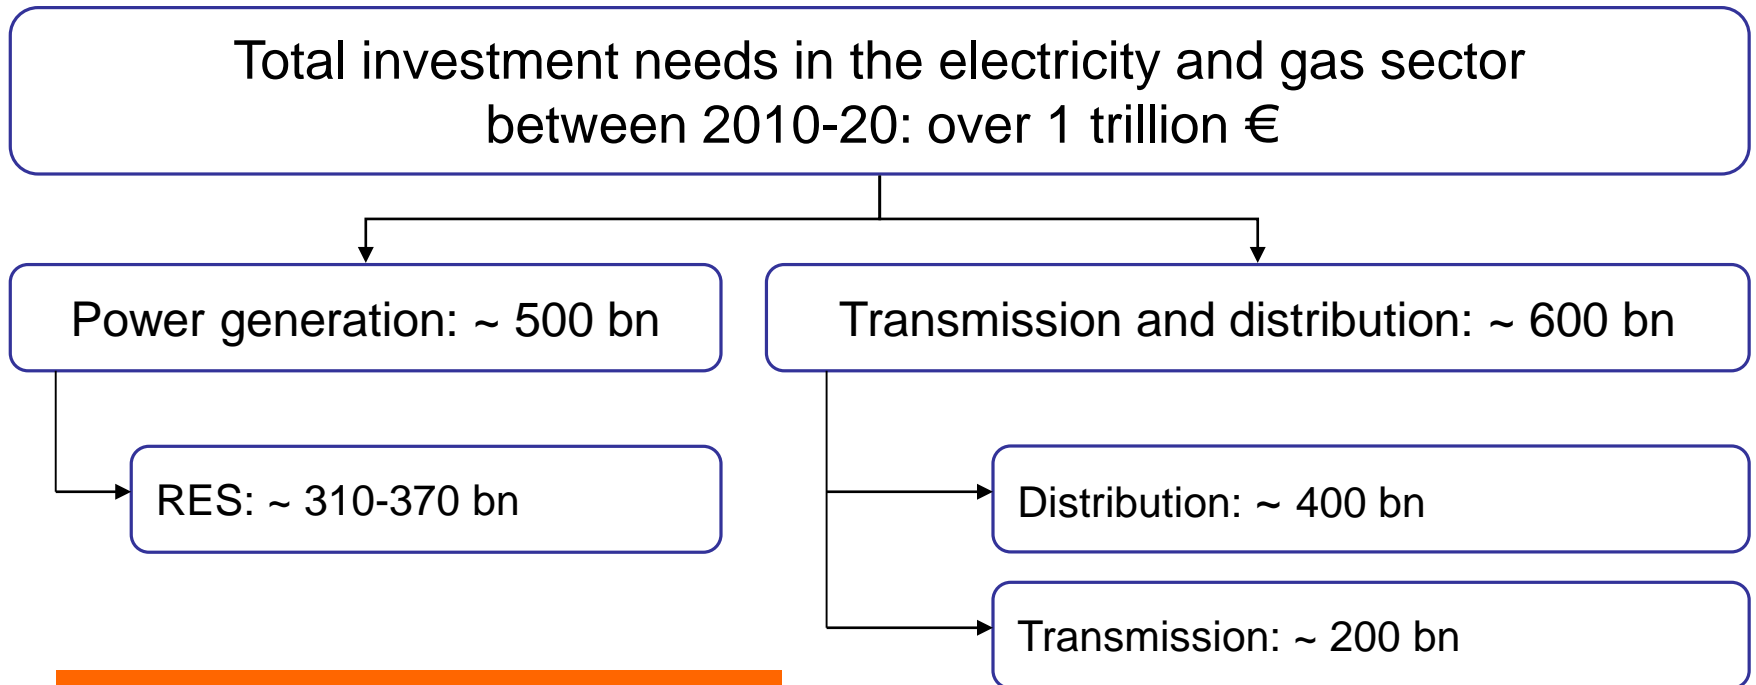 Total investment needs in the electricity and gas sector
between 2010-20: over 1 trillion €
Power generation: ~ 500 bn
Transmission and distribution: ~ 600 bn
RES: ~ 310-370 bn
Distribution: ~ 400 bn
Transmission: ~ 200 bn